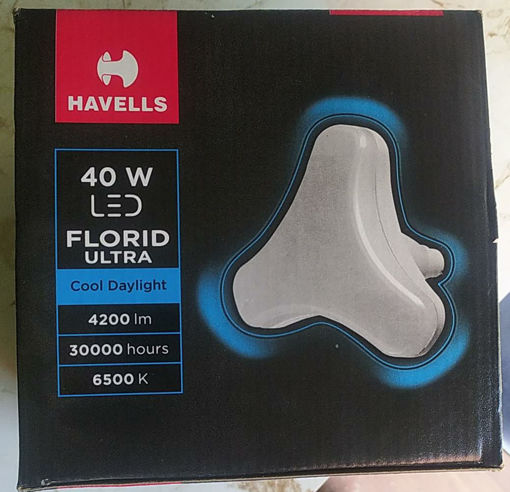 HAVELLS
40 W
LED
FLORID
ULTRA
Cool Daylight
4200 lm
30000 hours
6500 K